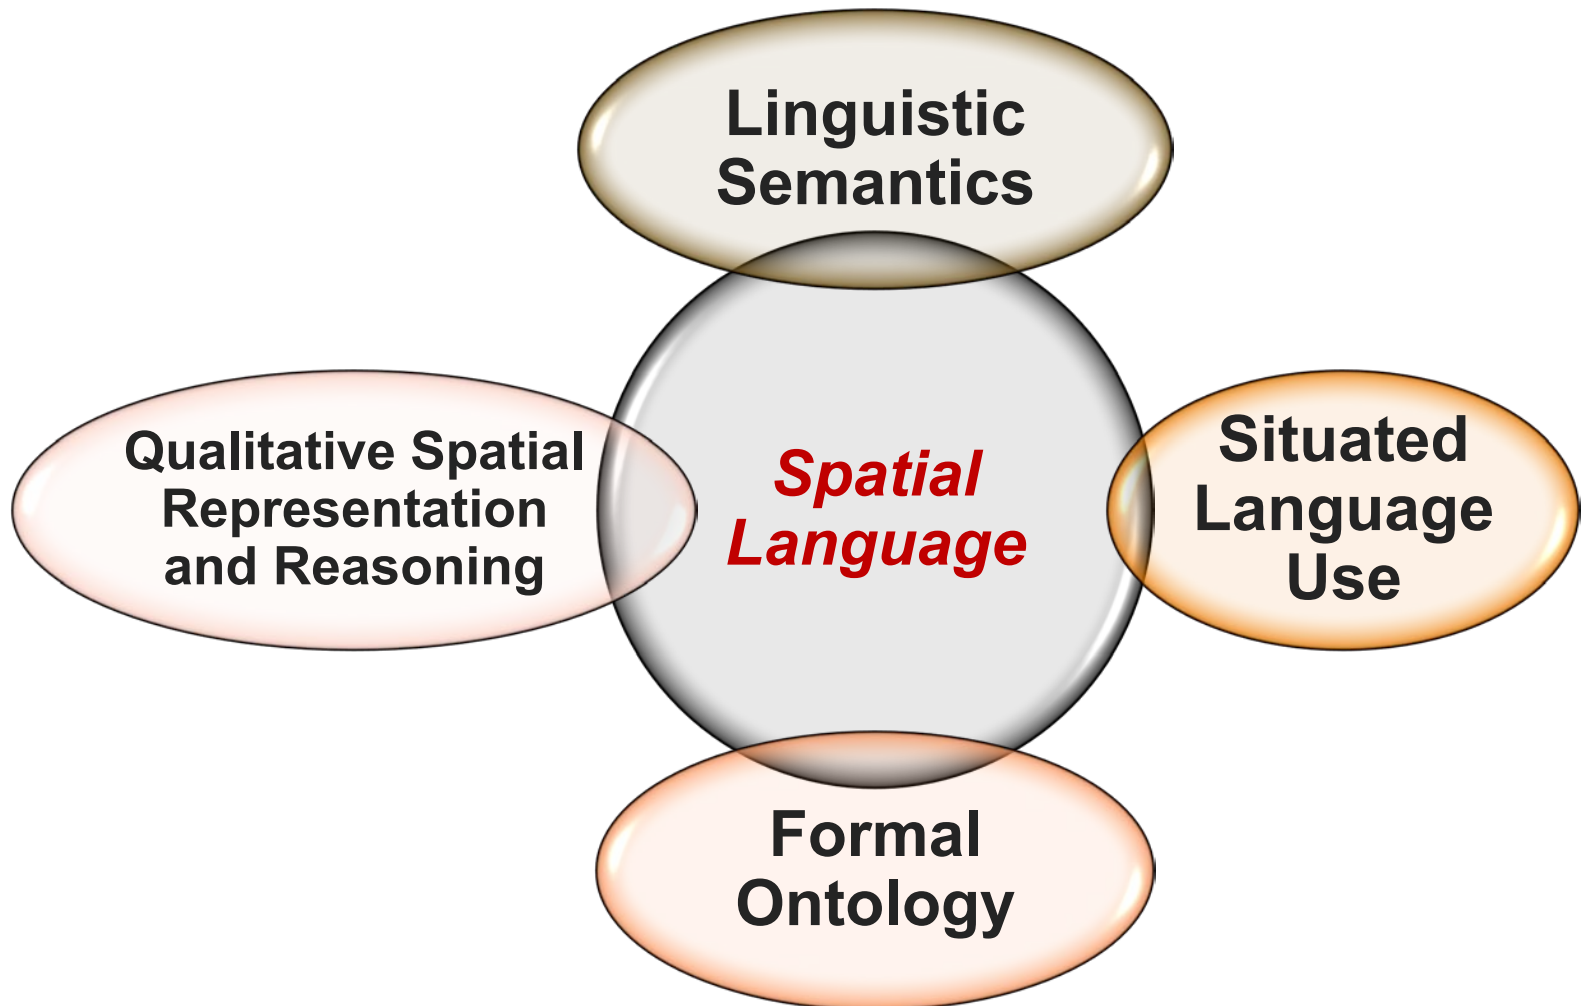 Linguistic
Semantics
Qualitative Spatial
Representation
and Reasoning
Spatial
Language
Situated
Language
Use
Formal
Ontology